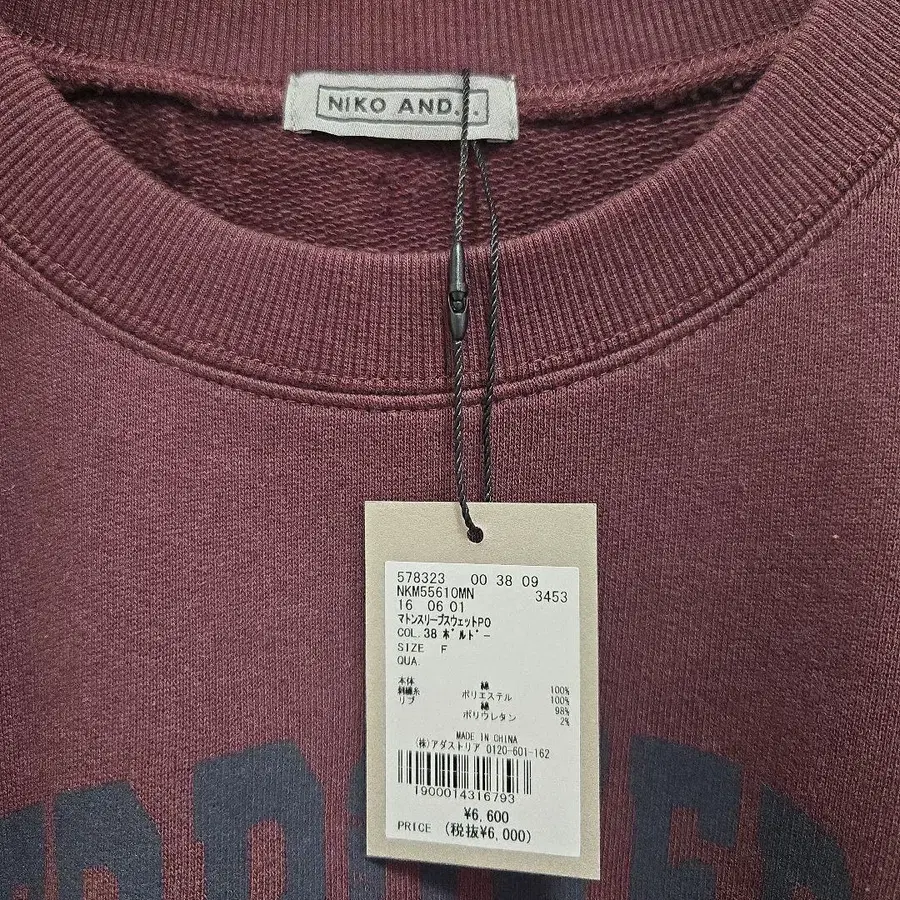 NIKO AND...
578323 00 38 09
NKM55610MN 3453
16 06 01
マトンスリーブスウェットPO
COL.38 ボルドー
SIZE F
QUA.
本体 綿 100%
刺繍糸 ポリエステル 100%
リブ 綿 98%
ポリウレタン 2%
MADE IN CHINA
(株)アダストリア 0120-601-162
1900014316793
¥6,600
PRICE (税抜¥6,000)